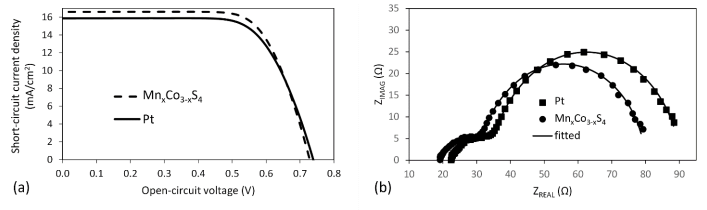 Short-circuit current density
(mA/cm²)
16
14
12
10
8
6
4
2
0
MnₓCo₃₋ₓS₄
Pt
0.0 0.1 0.2 0.3 0.4 0.5 0.6 0.7 0.8
Open-circuit voltage (V)
(a)
Z_IMAG (Ω)
35
30
25
20
15
10
5
0
Pt
MnₓCo₃₋ₓS₄
fitted
10 20 30 40 50 60 70 80 90
Z_REAL (Ω)
(b)